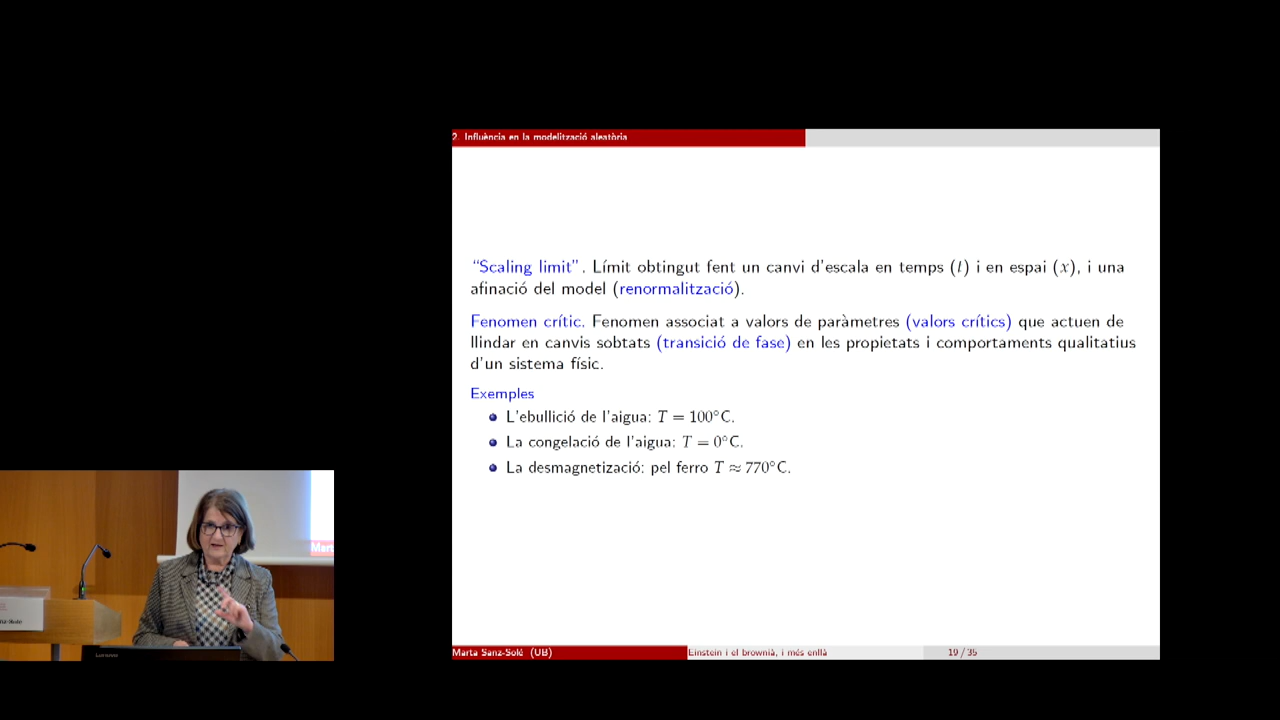 2. Influència en la modelització aleatòria
“Scaling limit”. Límit obtingut fent un canvi d’escala en temps (t) i en espai (x), i una
afinació del model (renormalització).
Fenomen crític. Fenomen associat a valors de paràmetres (valors crítics) que actuen de
llindar en canvis sobtats (transició de fase) en les propietats i comportaments qualitatius
d’un sistema físic.
Exemples
L’ebullició de l’aigua: T = 100°C.
La congelació de l’aigua: T = 0°C.
La desmagnetizació: pel ferro T ≈ 770°C.
Marta Sanz-Solé (UB)
Einstein i el brownià, i més enllà
19 / 35
Mart
Lenovo